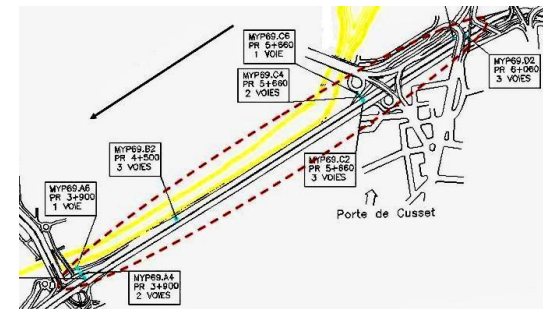 MYP69.C6
PR 5+660
1 VOIE
MYP69.C4
PR 5+660
2 VOIES
MYP69.D2
PR 6+060
3 VOIES
MYP69.B2
PR 4+500
3 VOIES
MYP69.C2
PR 5+660
3 VOIES
MYP69.A6
PR 3+900
1 VOIE
Porte de Cusset
MYP69.A4
PR 3+900
2 VOIES